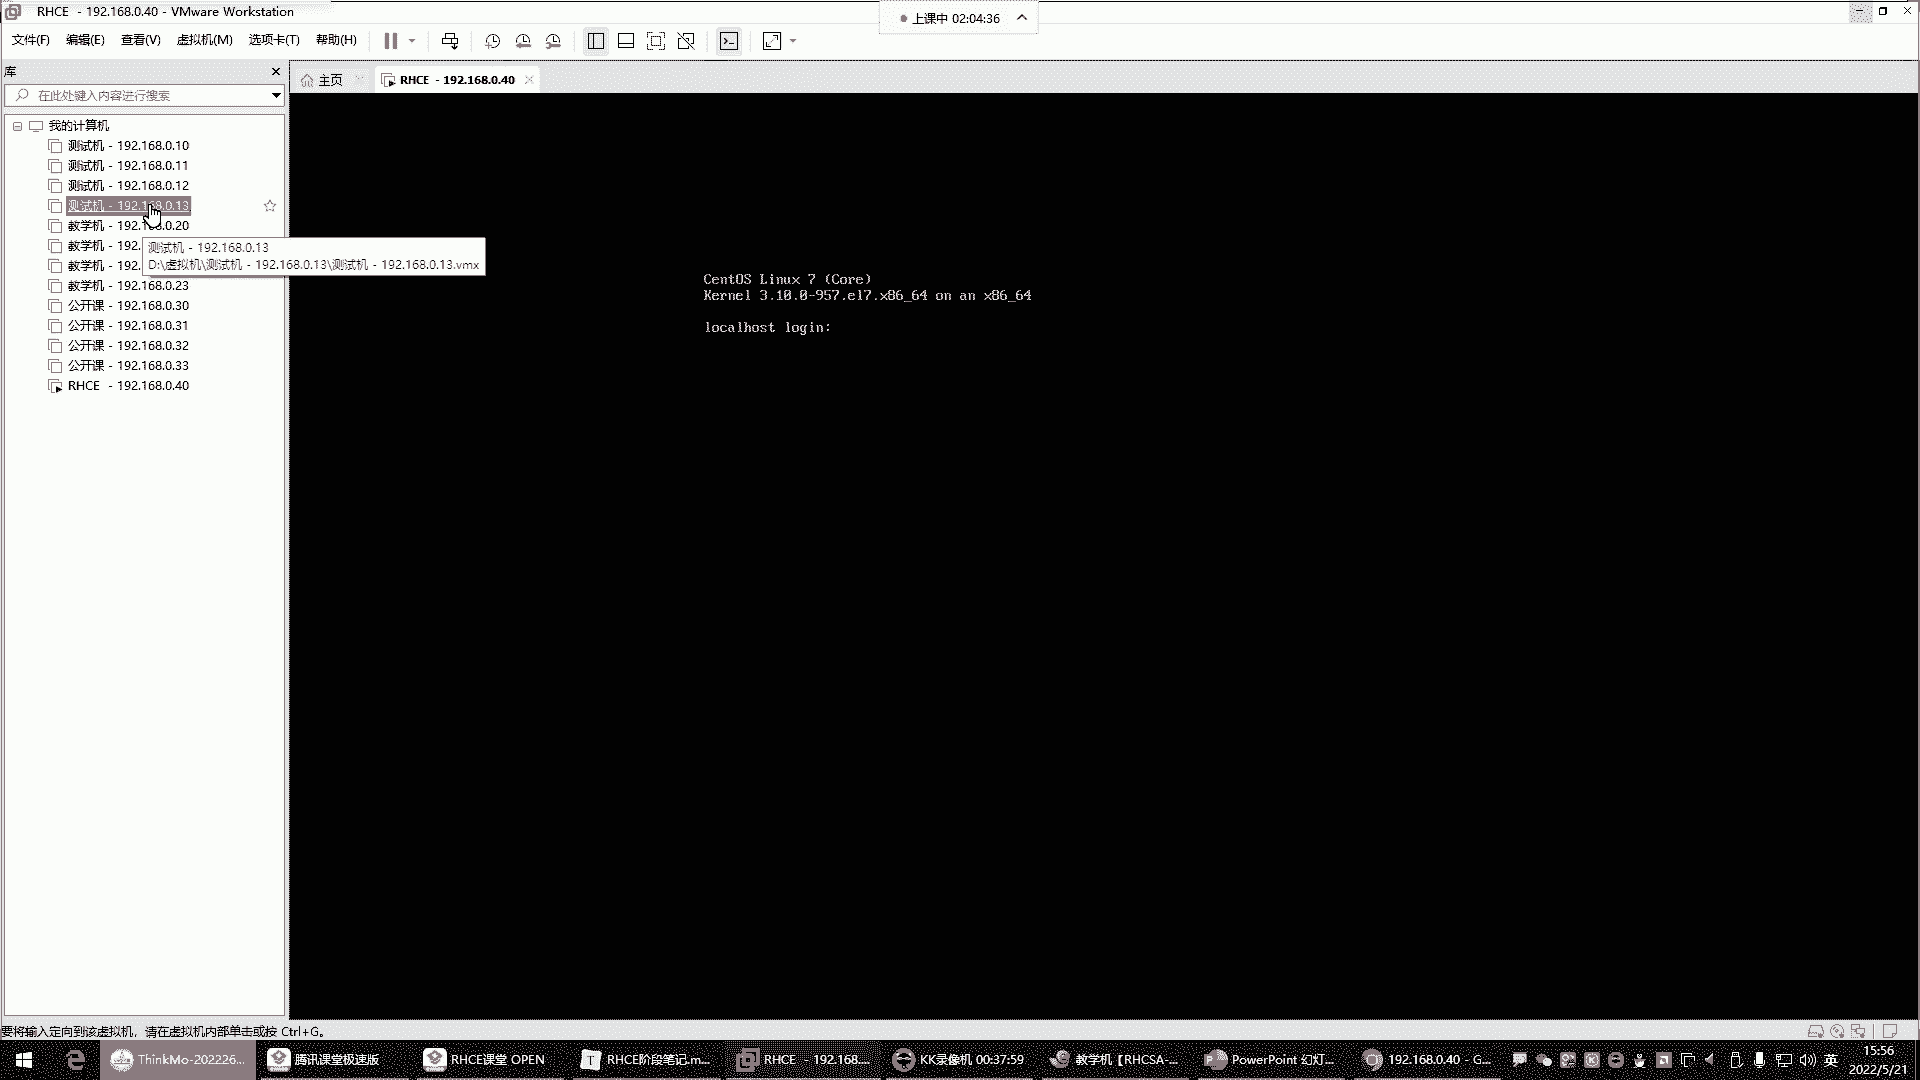 RHCE - 192.168.0.40 - VMware Workstation
上课中 02:04:36
文件(F) 编辑(E) 查看(V) 虚拟机(M) 选项卡(T) 帮助(H)
库
主页
RHCE - 192.168.0.40
在此处键入内容进行搜索
我的计算机
测试机 - 192.168.0.10
测试机 - 192.168.0.11
测试机 - 192.168.0.12
测试机 - 192.168.0.13
教学机 - 192.168.0.20
教学机 - 192.
测试机 - 192.168.0.13
教学机 - 192.
D:\虚拟机\测试机 - 192.168.0.13\测试机 - 192.168.0.13.vmx
教学机 - 192.168.0.23
公开课 - 192.168.0.30
公开课 - 192.168.0.31
公开课 - 192.168.0.32
公开课 - 192.168.0.33
RHCE - 192.168.0.40
CentOS Linux 7 (Core)
Kernel 3.10.0-957.el7.x86_64 on an x86_64
localhost login:
要将输入定向到该虚拟机，请在虚拟机内部单击或按 Ctrl+G。
ThinkMo-202226...
腾讯课堂极速版
RHCE课堂 OPEN
RHCE阶段笔记.m...
RHCE - 192.168....
KK录像机 00:37:59
教学机【RHCSA-...
PowerPoint 幻灯...
192.168.0.40 - G...
英
15:56
2022/5/21